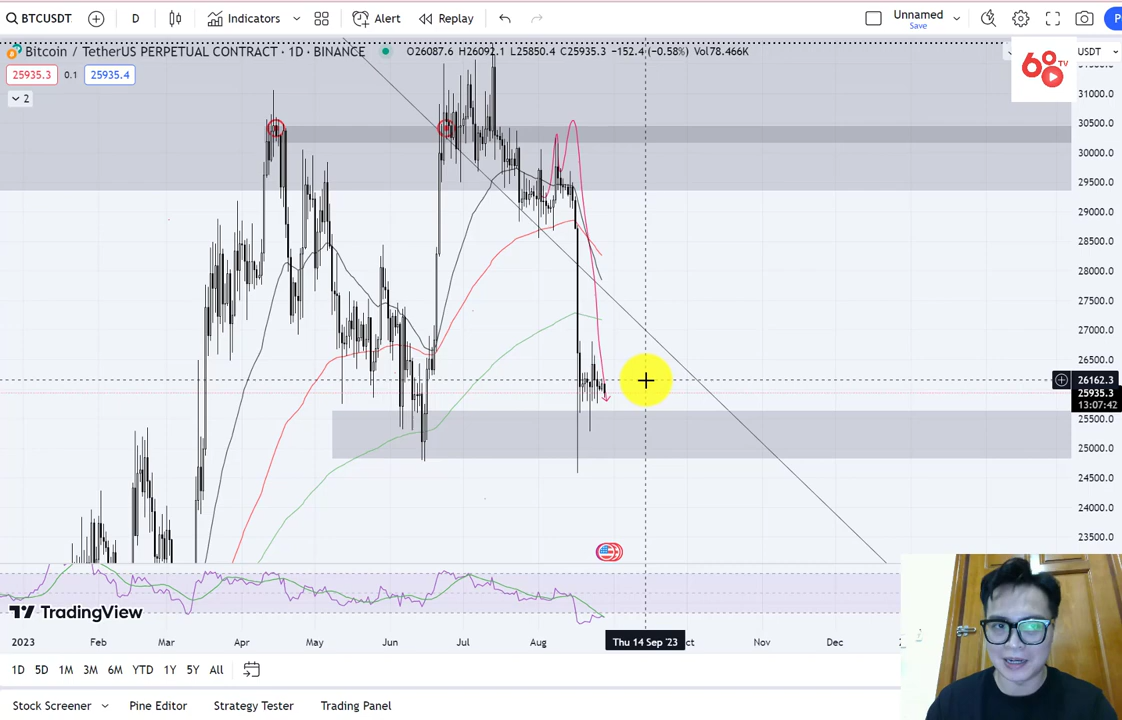 BTCUSDT D Indicators Alert Replay Unnamed
Save
Bitcoin / TetherUS PERPETUAL CONTRACT · 1D · BINANCE O26087.6 H26092.1 L25850.4 C25935.3 −152.4 (−0.58%) Vol78.466K USDT
68 TV
25935.3 0.1 25935.4
2
31000.0
30500.0
30000.0
29500.0
29000.0
28500.0
28000.0
27500.0
27000.0
26500.0
26162.3
25935.3
13:07:42
25500.0
25000.0
24500.0
24000.0
23500.0
TradingView
2023 Feb Mar Apr May Jun Jul Aug Thu 14 Sep '23 Nov Dec
1D 5D 1M 3M 6M YTD 1Y 5Y All
Stock Screener Pine Editor Strategy Tester Trading Panel